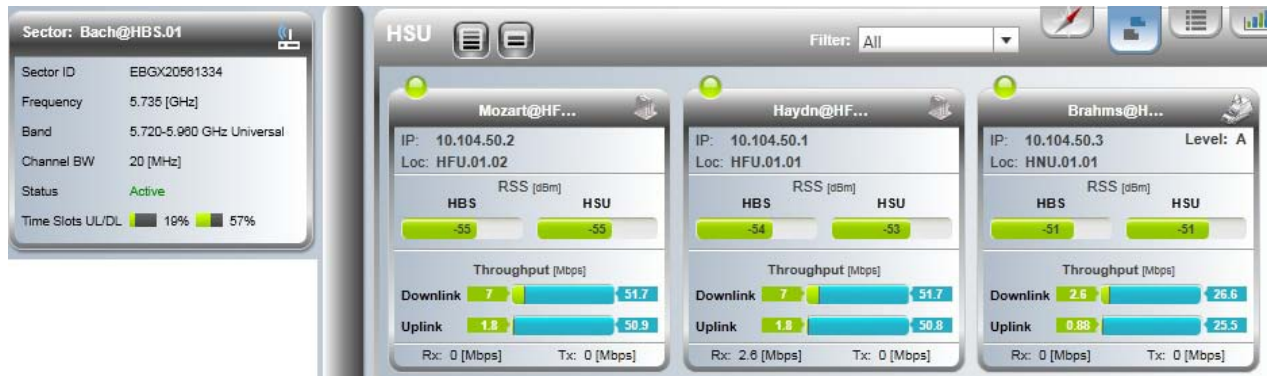 Sector: Bach@HBS.01
Sector ID EBGX20561334
Frequency 5.735 [GHz]
Band 5.720-5.960 GHz Universal
Channel BW 20 [MHz]
Status Active
Time Slots UL/DL 19% 57%
HSU Filter: All
Mozart@HF...
IP: 10.104.50.2
Loc: HFU.01.02
RSS [dBm]
HBS HSU
-55 -55
Throughput [Mbps]
Downlink 7 51.7
Uplink 1.8 50.9
Rx: 0 [Mbps] Tx: 0 [Mbps]
Haydn@HF...
IP: 10.104.50.1
Loc: HFU.01.01
RSS [dBm]
HBS HSU
-54 -53
Throughput [Mbps]
Downlink 7 51.7
Uplink 1.8 50.8
Rx: 2.6 [Mbps] Tx: 0 [Mbps]
Brahms@H...
IP: 10.104.50.3 Level: A
Loc: HNU.01.01
RSS [dBm]
HBS HSU
-51 -51
Throughput [Mbps]
Downlink 2.6 26.6
Uplink 0.88 25.5
Rx: 0 [Mbps] Tx: 0 [Mbps]